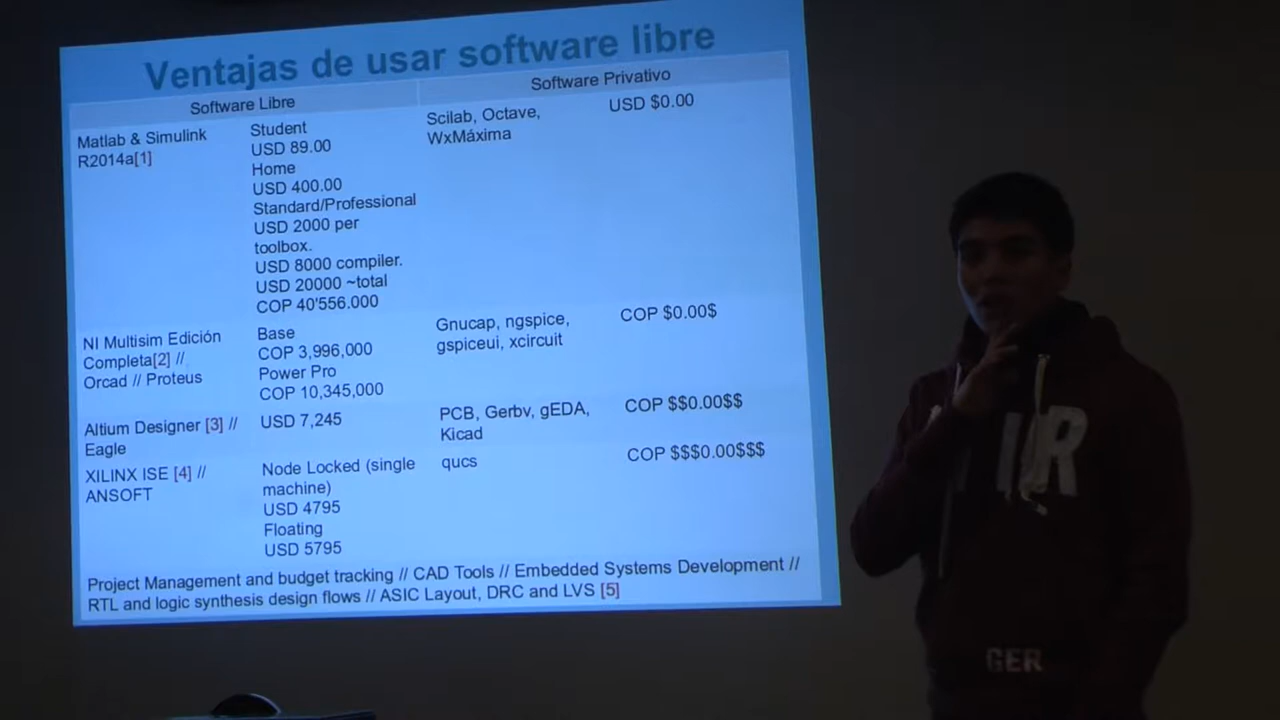 Ventajas de usar software libre
Software Libre
Software Privativo
Matlab & Simulink
R2014a[1]
Student
USD 89.00
Home
USD 400.00
Standard/Professional
USD 2000 per
toolbox.
USD 8000 compiler.
USD 20000 ~total
COP 40'556.000
Scilab, Octave,
WxMáxima
USD $0.00
NI Multisim Edición
Completa[2] //
Orcad // Proteus
Base
COP 3,996,000
Power Pro
COP 10,345,000
Gnucap, ngspice,
gspiceui, xcircuit
COP $0.00$
Altium Designer [3] //
Eagle
USD 7,245
PCB, Gerbv, gEDA,
Kicad
COP $$0.00$$
XILINX ISE [4] //
ANSOFT
Node Locked (single
machine)
USD 4795
Floating
USD 5795
qucs
COP $$$0.00$$$
Project Management and budget tracking // CAD Tools // Embedded Systems Development //
RTL and logic synthesis design flows // ASIC Layout, DRC and LVS [5]
GER